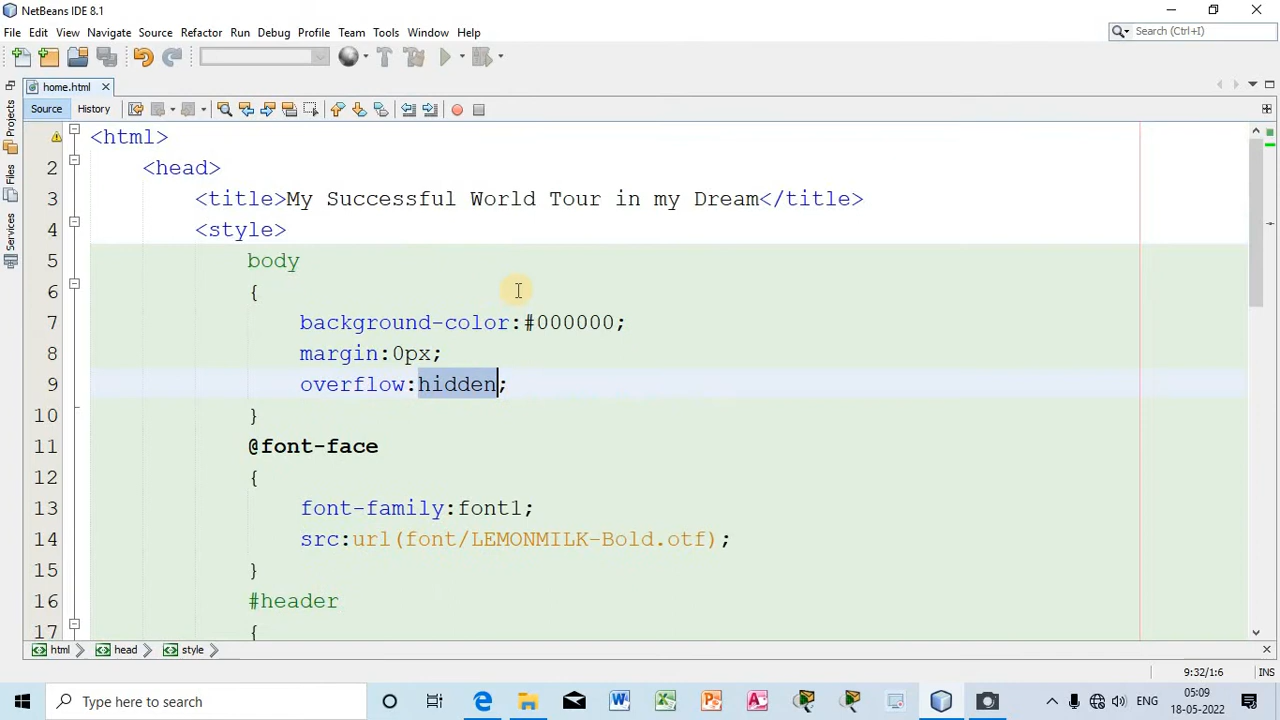 NetBeans IDE 8.1
File Edit View Navigate Source Refactor Run Debug Profile Team Tools Window Help
Search (Ctrl+I)
home.html
Source History
Projects
Files
Services
<html>
2 <head>
3 <title>My Successful World Tour in my Dream</title>
4 <style>
5 body
6 {
7 background-color:#000000;
8 margin:0px;
9 overflow:hidden;
10 }
11 @font-face
12 {
13 font-family:font1;
14 src:url(font/LEMONMILK-Bold.otf);
15 }
16 #header
17 {
html head style
9:32/1:6 INS
Type here to search
ENG
05:09
18-05-2022